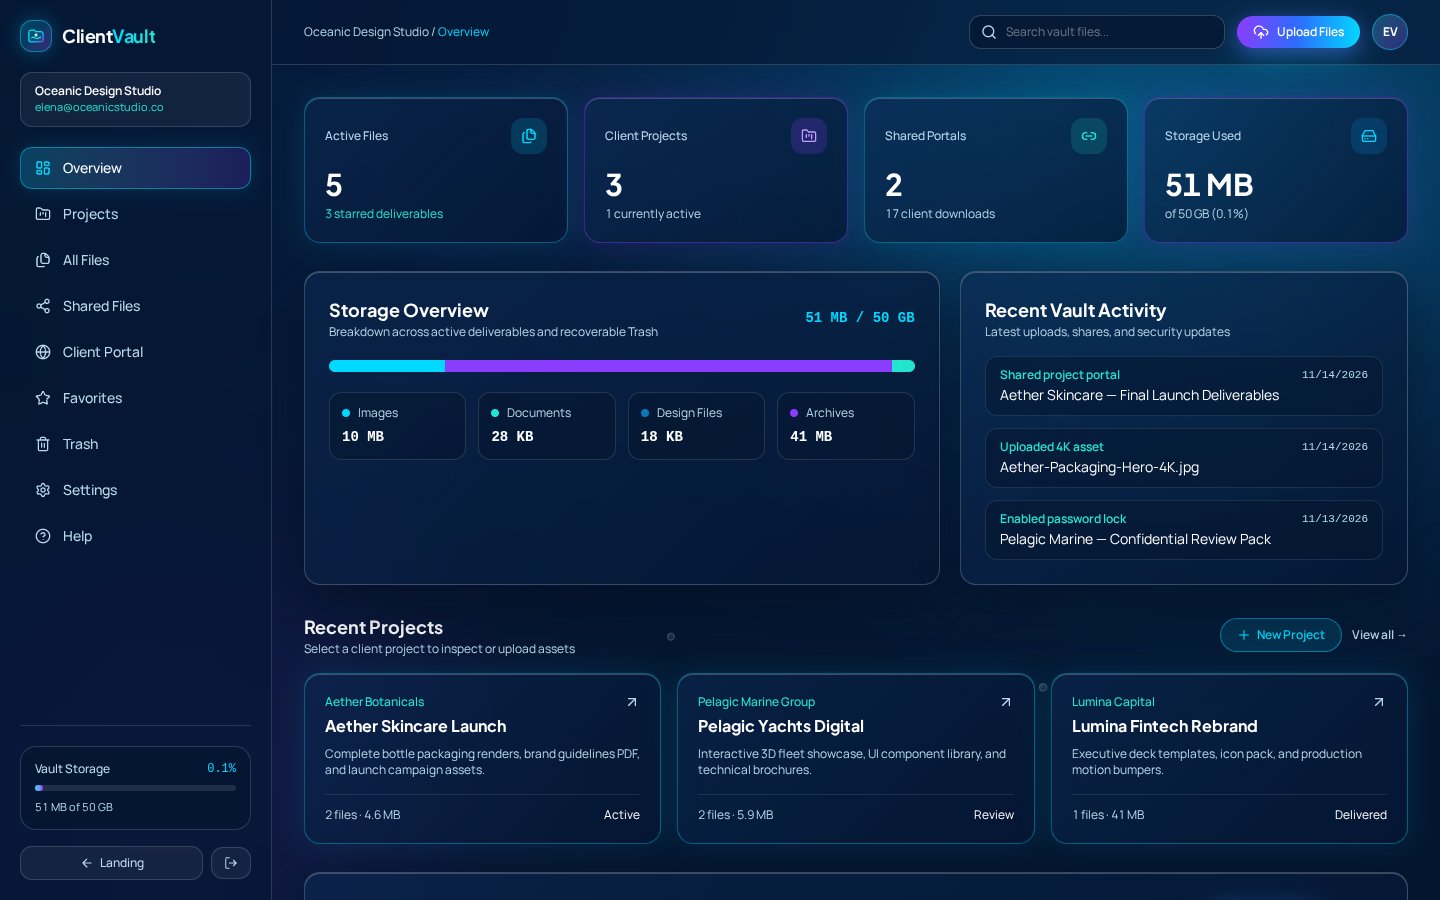 ClientVault
Oceanic Design Studio
elena@oceanicstudio.co
Overview
Projects
All Files
Shared Files
Client Portal
Favorites
Trash
Settings
Help
Vault Storage 0.1%
51 MB of 50 GB
Landing
Oceanic Design Studio / Overview
Search vault files...
Upload Files
EV
Active Files
5
3 starred deliverables
Client Projects
3
1 currently active
Shared Portals
2
17 client downloads
Storage Used
51 MB
of 50 GB (0.1%)
Storage Overview
Breakdown across active deliverables and recoverable Trash
51 MB / 50 GB
Images
10 MB
Documents
28 KB
Design Files
18 KB
Archives
41 MB
Recent Vault Activity
Latest uploads, shares, and security updates
Shared project portal 11/14/2026
Aether Skincare — Final Launch Deliverables
Uploaded 4K asset 11/14/2026
Aether-Packaging-Hero-4K.jpg
Enabled password lock 11/13/2026
Pelagic Marine — Confidential Review Pack
Recent Projects
Select a client project to inspect or upload assets
New Project
View all →
Aether Botanicals
Aether Skincare Launch
Complete bottle packaging renders, brand guidelines PDF,
and launch campaign assets.
2 files · 4.6 MB Active
Pelagic Marine Group
Pelagic Yachts Digital
Interactive 3D fleet showcase, UI component library, and
technical brochures.
2 files · 5.9 MB Review
Lumina Capital
Lumina Fintech Rebrand
Executive deck templates, icon pack, and production
motion bumpers.
1 files · 41 MB Delivered